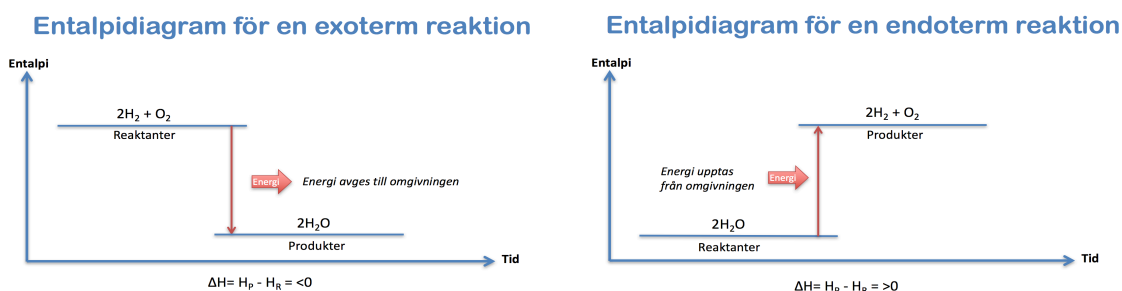 Entalpidiagram för en exoterm reaktion
Entalpi
2H₂ + O₂
Reaktanter
Energi
Energi avges till omgivningen
2H₂O
Produkter
Tid
ΔH= Hₚ - Hᵣ = <0
Entalpidiagram för en endoterm reaktion
Entalpi
2H₂ + O₂
Produkter
Energi upptas
från omgivningen
Energi
2H₂O
Reaktanter
Tid
ΔH= Hₚ - Hᵣ = >0